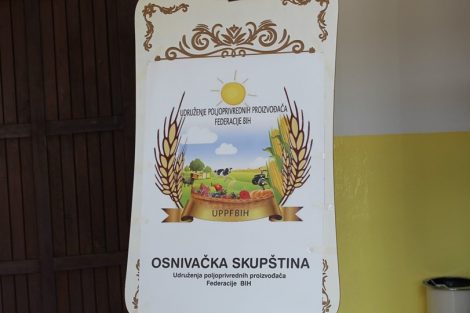 UDRUŽENJE POLJOPRIVREDNIH PROIZVOĐAČA
FEDERACIJE BIH
UPPFBIH
OSNIVAČKA SKUPŠTINA
Udruženja poljoprivrednih proizvođača
Federacije BIH